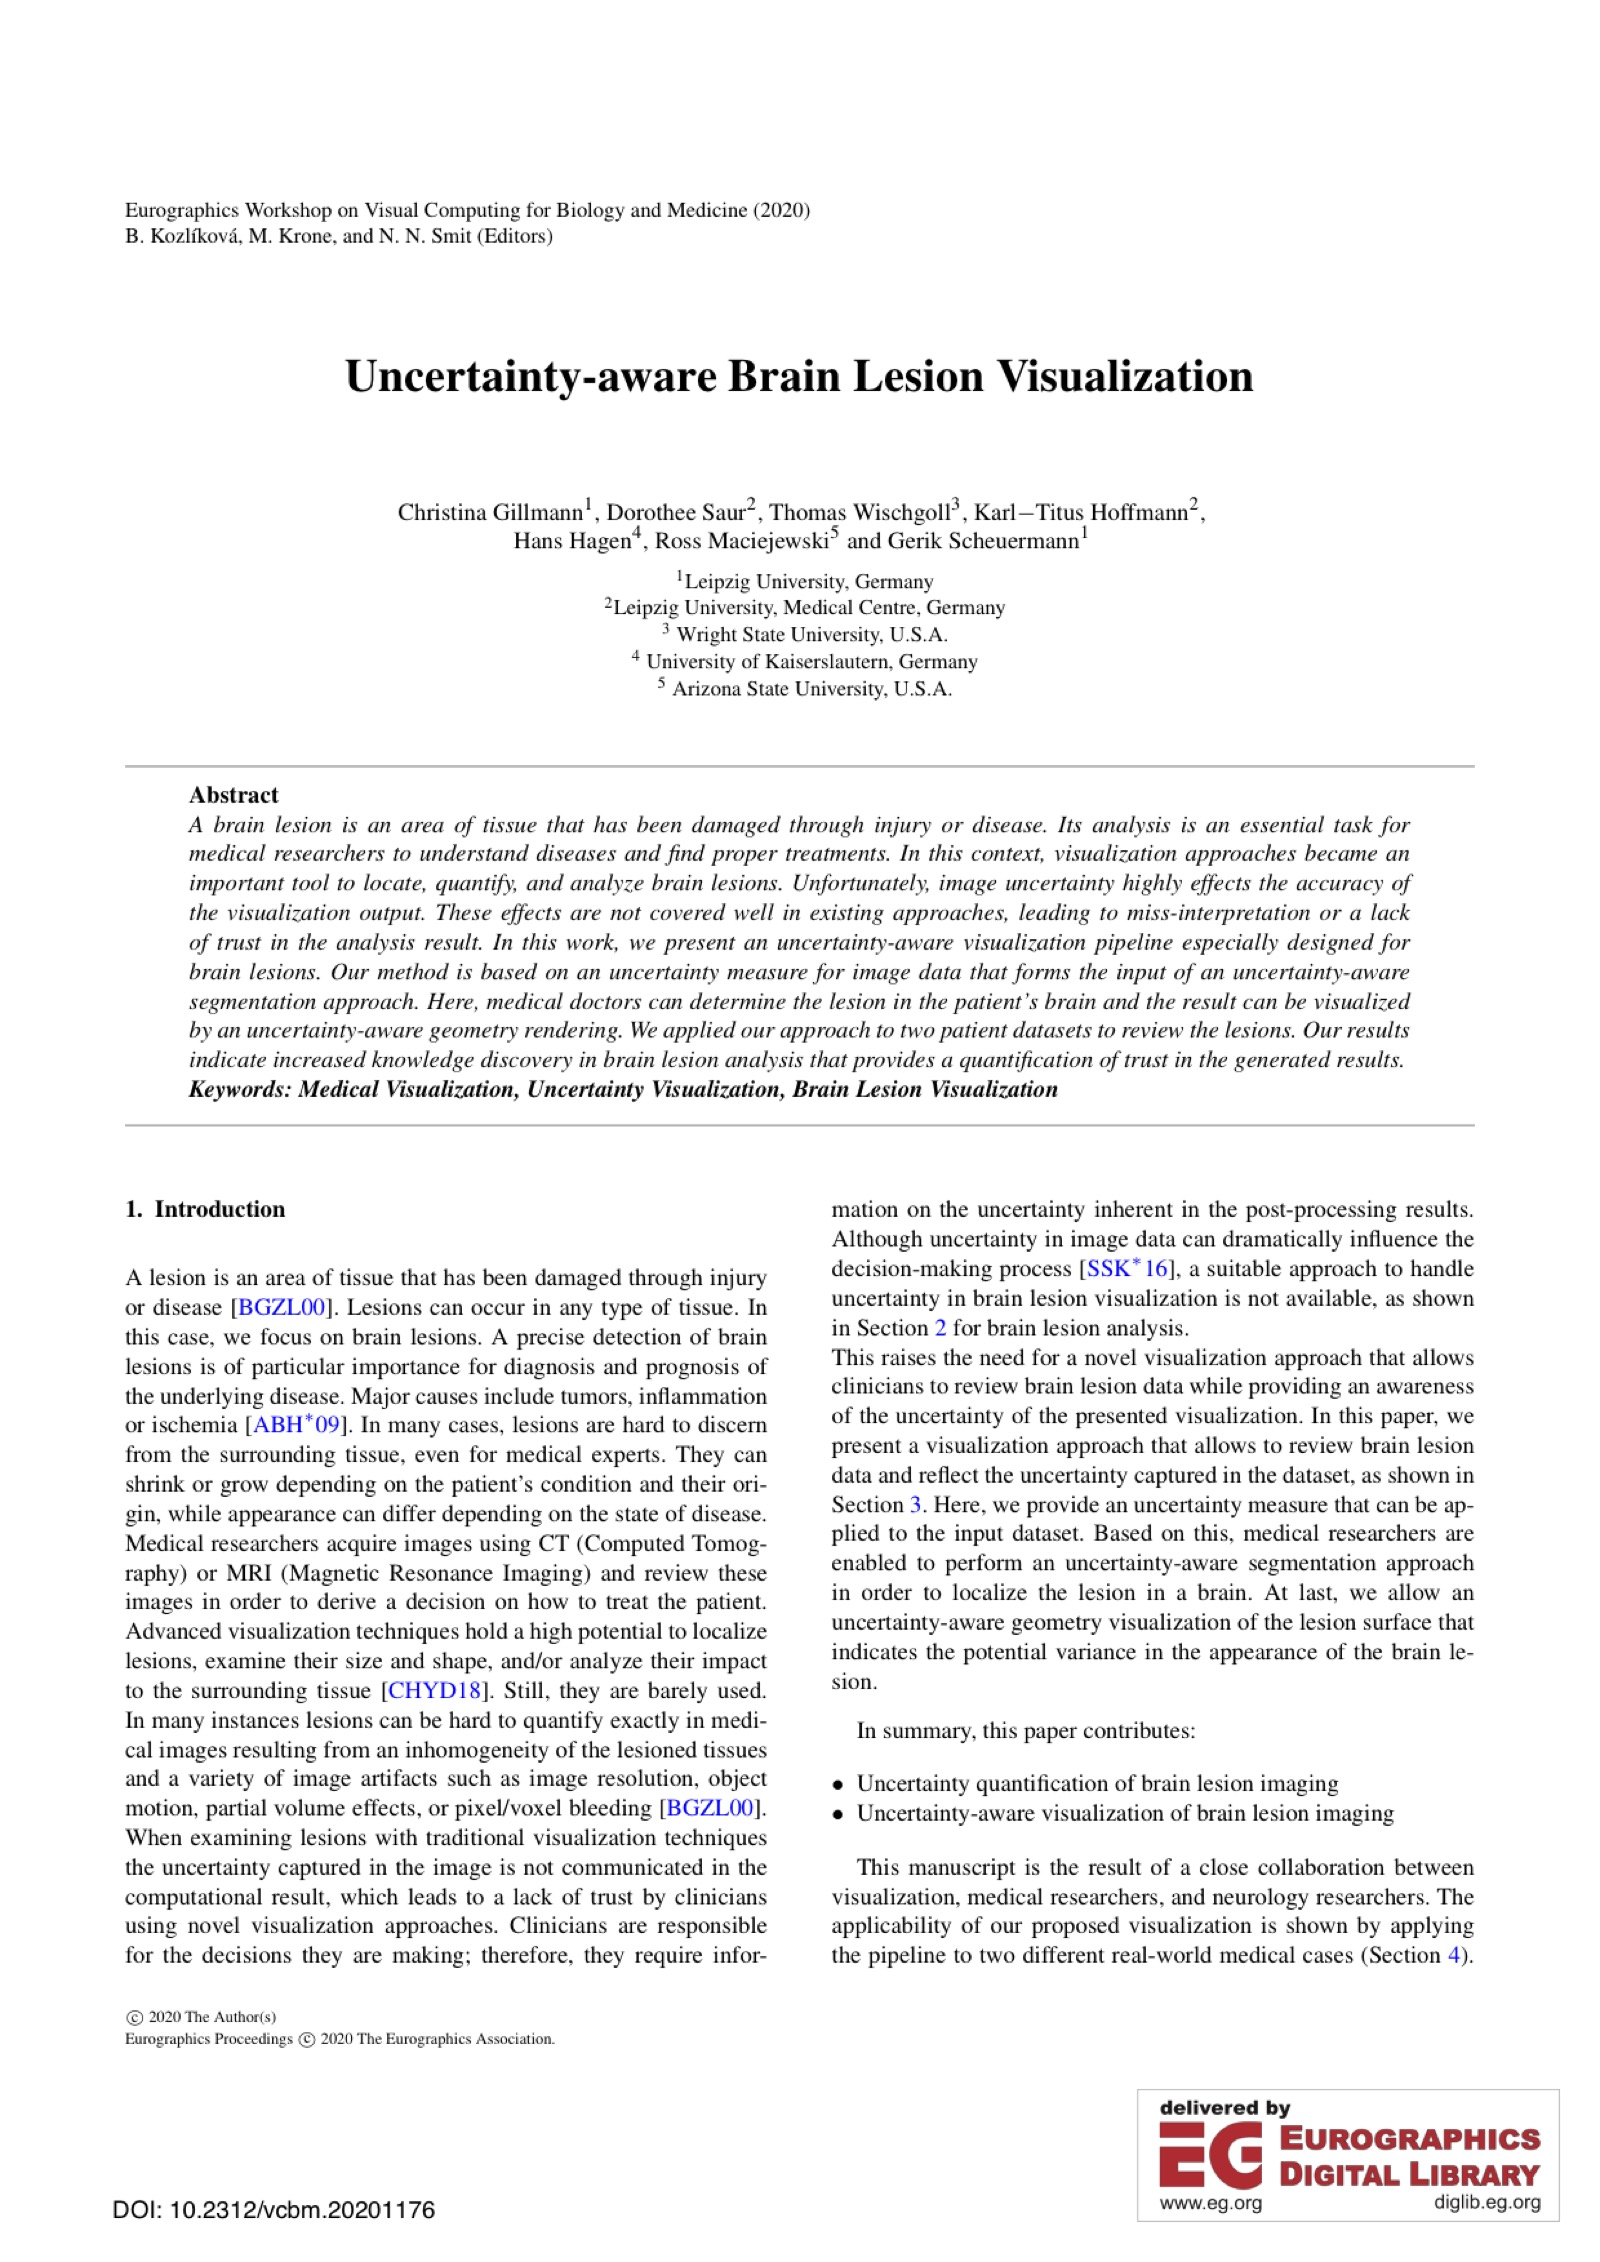 Eurographics Workshop on Visual Computing for Biology and Medicine (2020)
B. Kozlíková, M. Krone, and N. N. Smit (Editors)
Uncertainty-aware Brain Lesion Visualization
Christina Gillmann1, Dorothee Saur2, Thomas Wischgoll3, Karl–Titus Hoffmann2,
Hans Hagen4, Ross Maciejewski5 and Gerik Scheuermann1
1Leipzig University, Germany
2Leipzig University, Medical Centre, Germany
3 Wright State University, U.S.A.
4 University of Kaiserslautern, Germany
5 Arizona State University, U.S.A.
Abstract
A brain lesion is an area of tissue that has been damaged through injury or disease. Its analysis is an essential task for
medical researchers to understand diseases and find proper treatments. In this context, visualization approaches became an
important tool to locate, quantify, and analyze brain lesions. Unfortunately, image uncertainty highly effects the accuracy of
the visualization output. These effects are not covered well in existing approaches, leading to miss-interpretation or a lack
of trust in the analysis result. In this work, we present an uncertainty-aware visualization pipeline especially designed for
brain lesions. Our method is based on an uncertainty measure for image data that forms the input of an uncertainty-aware
segmentation approach. Here, medical doctors can determine the lesion in the patient's brain and the result can be visualized
by an uncertainty-aware geometry rendering. We applied our approach to two patient datasets to review the lesions. Our results
indicate increased knowledge discovery in brain lesion analysis that provides a quantification of trust in the generated results.
Keywords: Medical Visualization, Uncertainty Visualization, Brain Lesion Visualization
1. Introduction
A lesion is an area of tissue that has been damaged through injury
or disease [BGZL00]. Lesions can occur in any type of tissue. In
this case, we focus on brain lesions. A precise detection of brain
lesions is of particular importance for diagnosis and prognosis of
the underlying disease. Major causes include tumors, inflammation
or ischemia [ABH*09]. In many cases, lesions are hard to discern
from the surrounding tissue, even for medical experts. They can
shrink or grow depending on the patient's condition and their ori-
gin, while appearance can differ depending on the state of disease.
Medical researchers acquire images using CT (Computed Tomog-
raphy) or MRI (Magnetic Resonance Imaging) and review these
images in order to derive a decision on how to treat the patient.
Advanced visualization techniques hold a high potential to localize
lesions, examine their size and shape, and/or analyze their impact
to the surrounding tissue [CHYD18]. Still, they are barely used.
In many instances lesions can be hard to quantify exactly in medi-
cal images resulting from an inhomogeneity of the lesioned tissues
and a variety of image artifacts such as image resolution, object
motion, partial volume effects, or pixel/voxel bleeding [BGZL00].
When examining lesions with traditional visualization techniques
the uncertainty captured in the image is not communicated in the
computational result, which leads to a lack of trust by clinicians
using novel visualization approaches. Clinicians are responsible
for the decisions they are making; therefore, they require infor-
mation on the uncertainty inherent in the post-processing results.
Although uncertainty in image data can dramatically influence the
decision-making process [SSK*16], a suitable approach to handle
uncertainty in brain lesion visualization is not available, as shown
in Section 2 for brain lesion analysis.
This raises the need for a novel visualization approach that allows
clinicians to review brain lesion data while providing an awareness
of the uncertainty of the presented visualization. In this paper, we
present a visualization approach that allows to review brain lesion
data and reflect the uncertainty captured in the dataset, as shown in
Section 3. Here, we provide an uncertainty measure that can be ap-
plied to the input dataset. Based on this, medical researchers are
enabled to perform an uncertainty-aware segmentation approach
in order to localize the lesion in a brain. At last, we allow an
uncertainty-aware geometry visualization of the lesion surface that
indicates the potential variance in the appearance of the brain le-
sion.
In summary, this paper contributes:
• Uncertainty quantification of brain lesion imaging
• Uncertainty-aware visualization of brain lesion imaging
This manuscript is the result of a close collaboration between
visualization, medical researchers, and neurology researchers. The
applicability of our proposed visualization is shown by applying
the pipeline to two different real-world medical cases (Section 4).
© 2020 The Author(s)
Eurographics Proceedings © 2020 The Eurographics Association.
delivered by
EG EUROGRAPHICS
DIGITAL LIBRARY
www.eg.org diglib.eg.org
DOI: 10.2312/vcbm.20201176